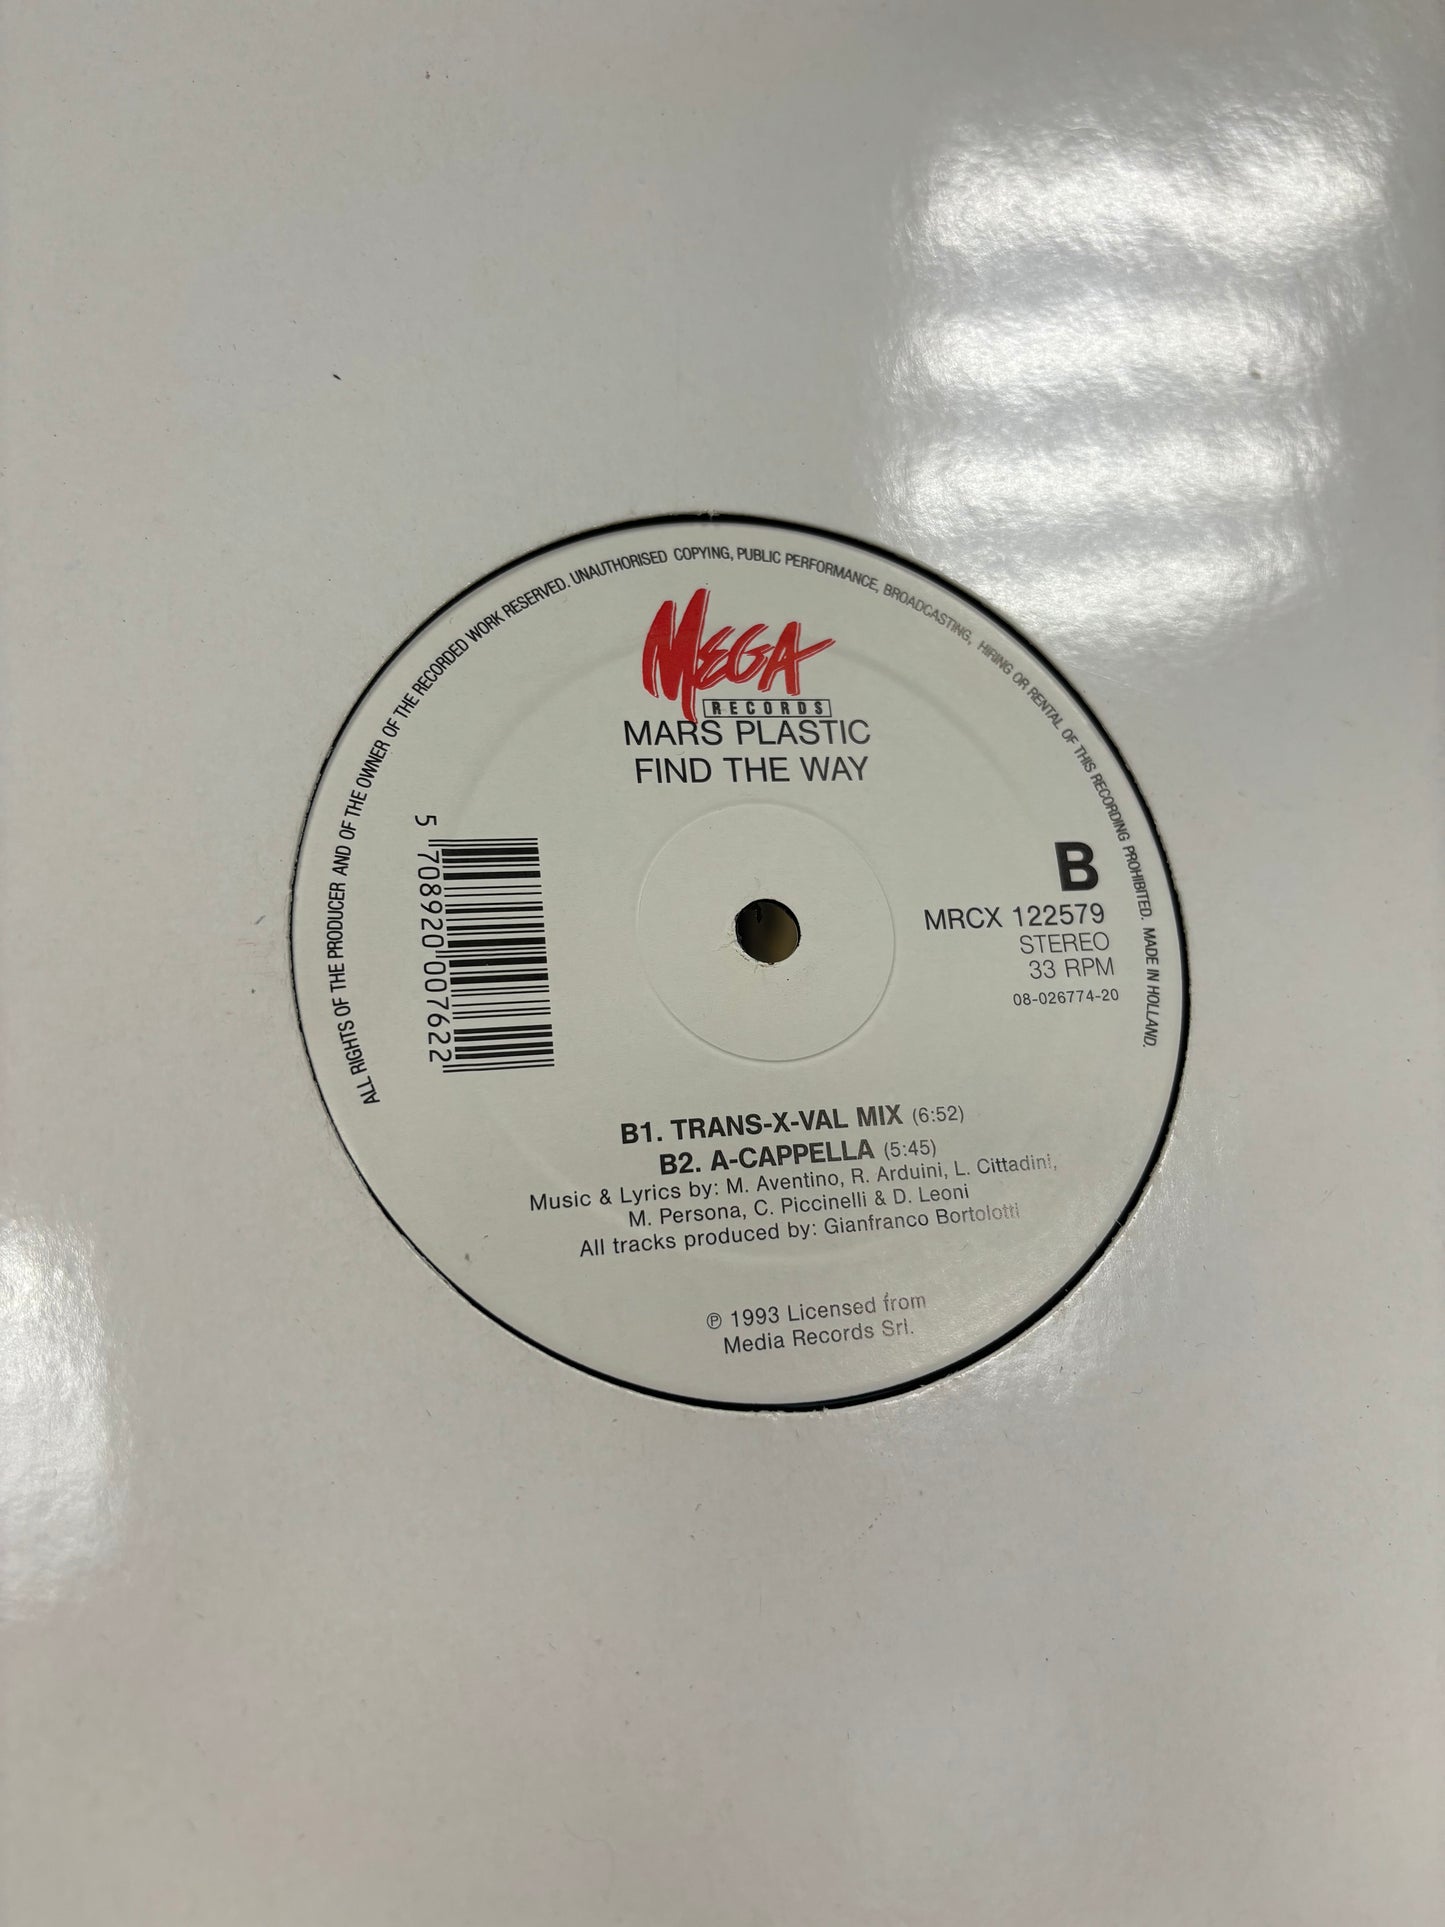 ALL RIGHTS OF THE PRODUCER AND OF THE OWNER OF THE RECORDED WORK RESERVED. UNAUTHORISED COPYING, PUBLIC PERFORMANCE, BROADCASTING, HIRING OR RENTAL OF THIS RECORDING PROHIBITED. MADE IN HOLLAND.
MEGA
RECORDS
MARS PLASTIC
FIND THE WAY
5 708920 007622
B
MRCX 122579
STEREO
33 RPM
08-026774-20
B1. TRANS-X-VAL MIX (6:52)
B2. A-CAPPELLA (5:45)
Music & Lyrics by: M. Aventino, R. Arduini, L. Cittadini,
M. Persona, C. Piccinelli & D. Leoni
All tracks produced by: Gianfranco Bortolotti
℗ 1993 Licensed from
Media Records Srl.